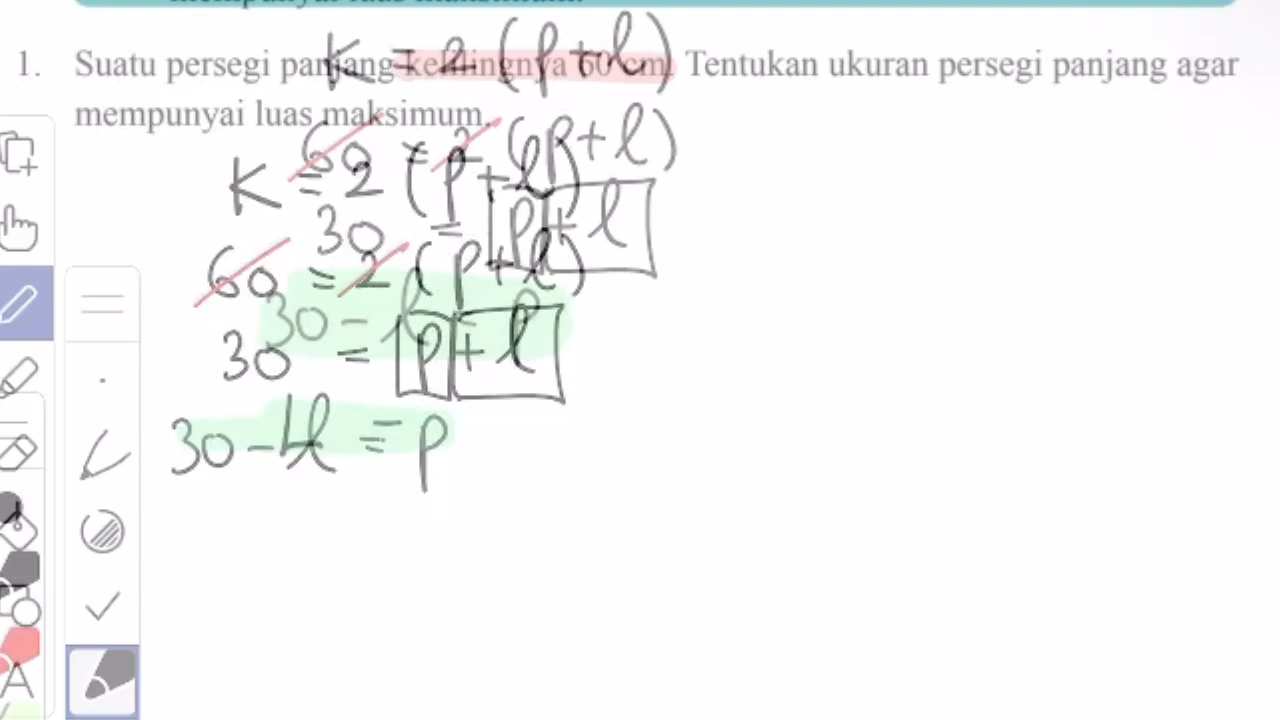 1. Suatu persegi panjang kelilingnya 60 cm. Tentukan ukuran persegi panjang agar
mempunyai luas maksimum.
K = 2 (p + l)
60 = 2 (p + l)
K = 2 (p + l)
30 = p + l
60 = 2 (p + l)
30 - l = p
30 = p + l
30 - l = p
A